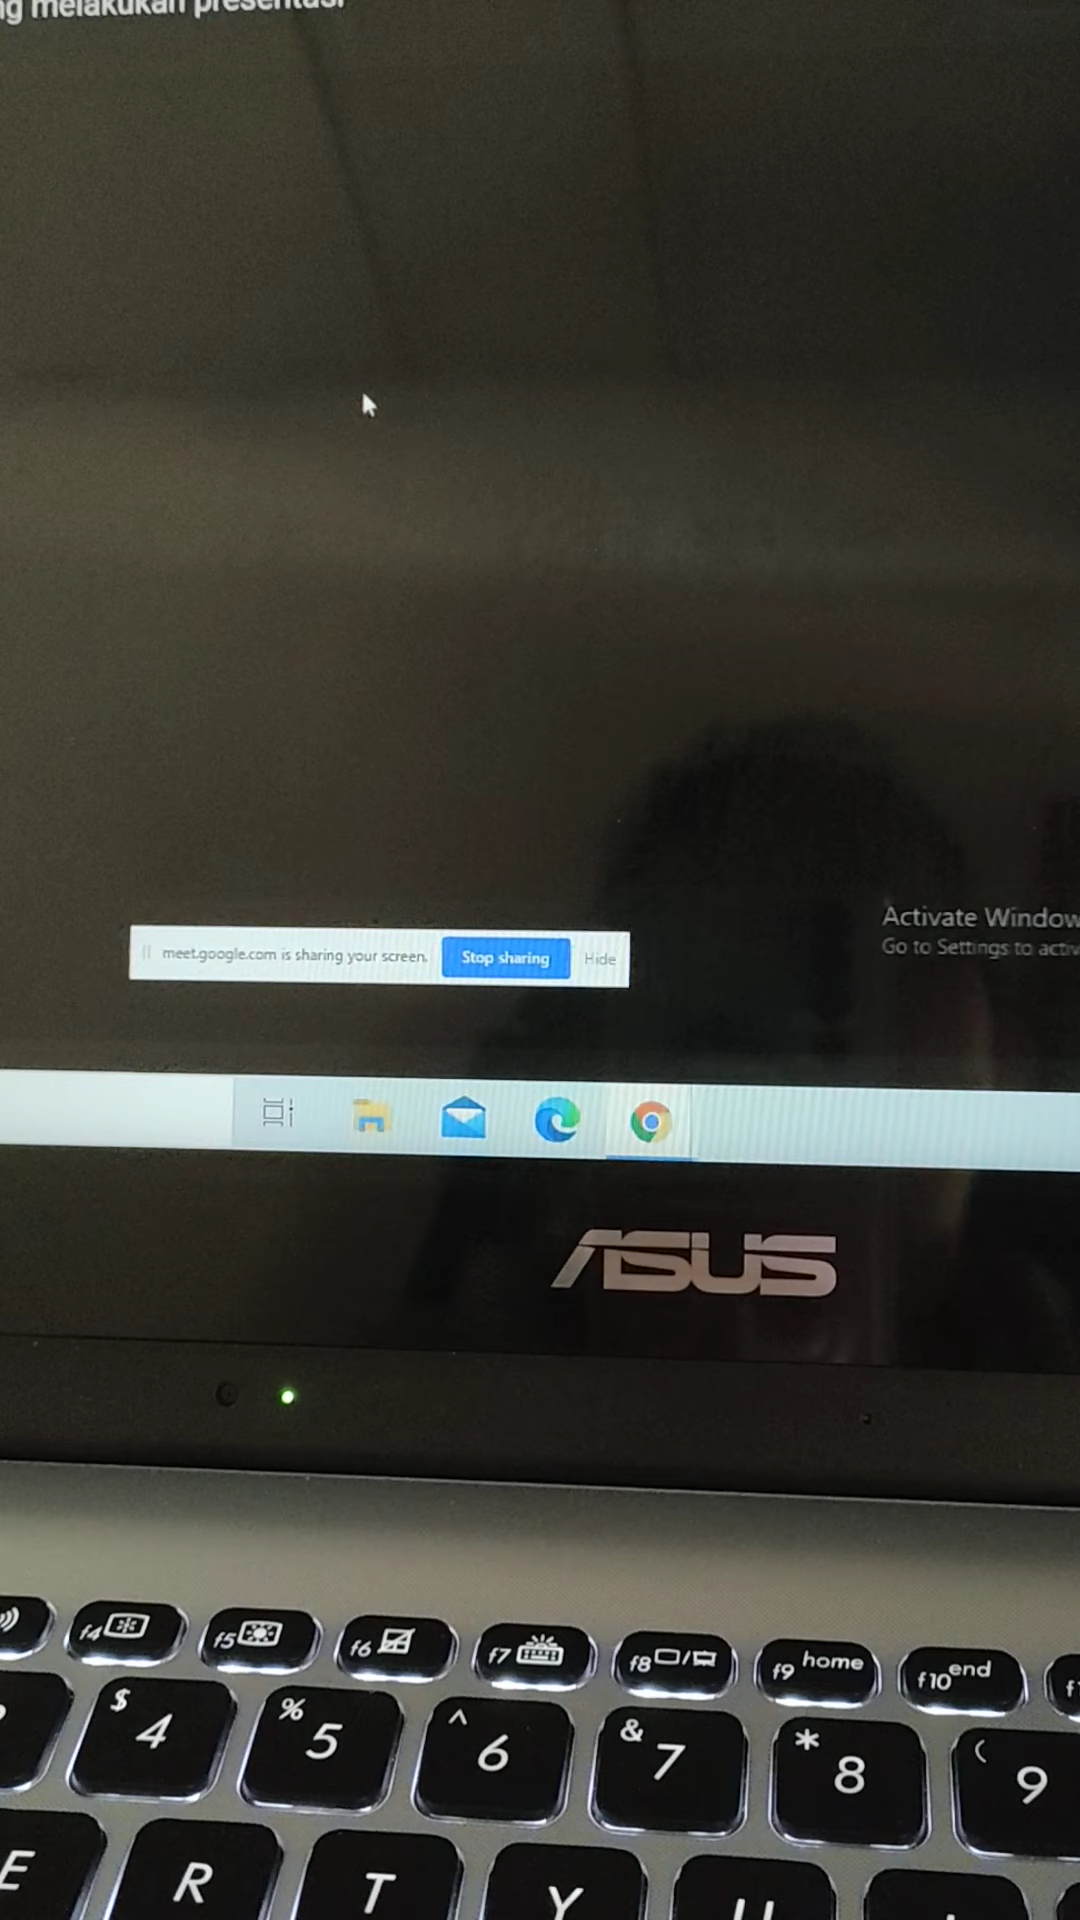 melakukan presentasi
meet.google.com is sharing your screen.
Stop sharing
Hide
Activate Window
Go to Settings to activ
ASUS
f4
f5
f6
f7
f8
f9 home
f10 end
$ 4
% 5
^ 6
& 7
* 8
( 9
E
R
T
Y
U